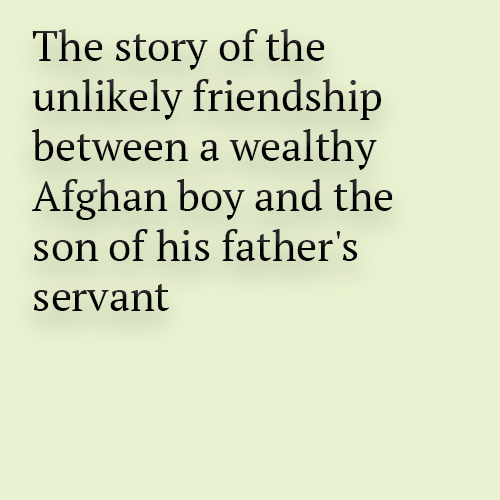 The story of the
unlikely friendship
between a wealthy
Afghan boy and the
son of his father's
servant